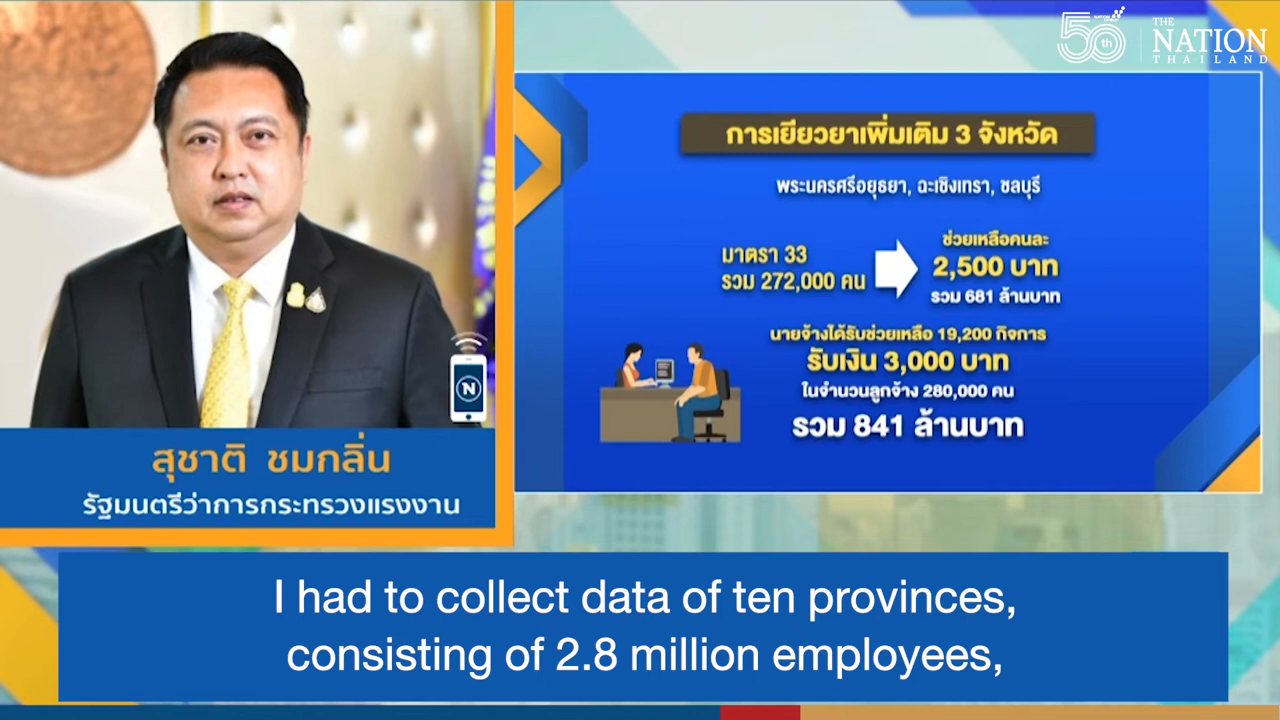 50th
NATION GROUP
THE
NATION
THAILAND
การเยียวยาเพิ่มเติม 3 จังหวัด
พระนครศรีอยุธยา, ฉะเชิงเทรา, ชลบุรี
มาตรา 33
รวม 272,000 คน
ช่วยเหลือคนละ
2,500 บาท
รวม 681 ล้านบาท
นายจ้างได้รับช่วยเหลือ 19,200 กิจการ
รับเงิน 3,000 บาท
ในจำนวนลูกจ้าง 280,000 คน
รวม 841 ล้านบาท
N
สุชาติ ชมกลิ่น
รัฐมนตรีว่าการกระทรวงแรงงาน
I had to collect data of ten provinces,
consisting of 2.8 million employees,